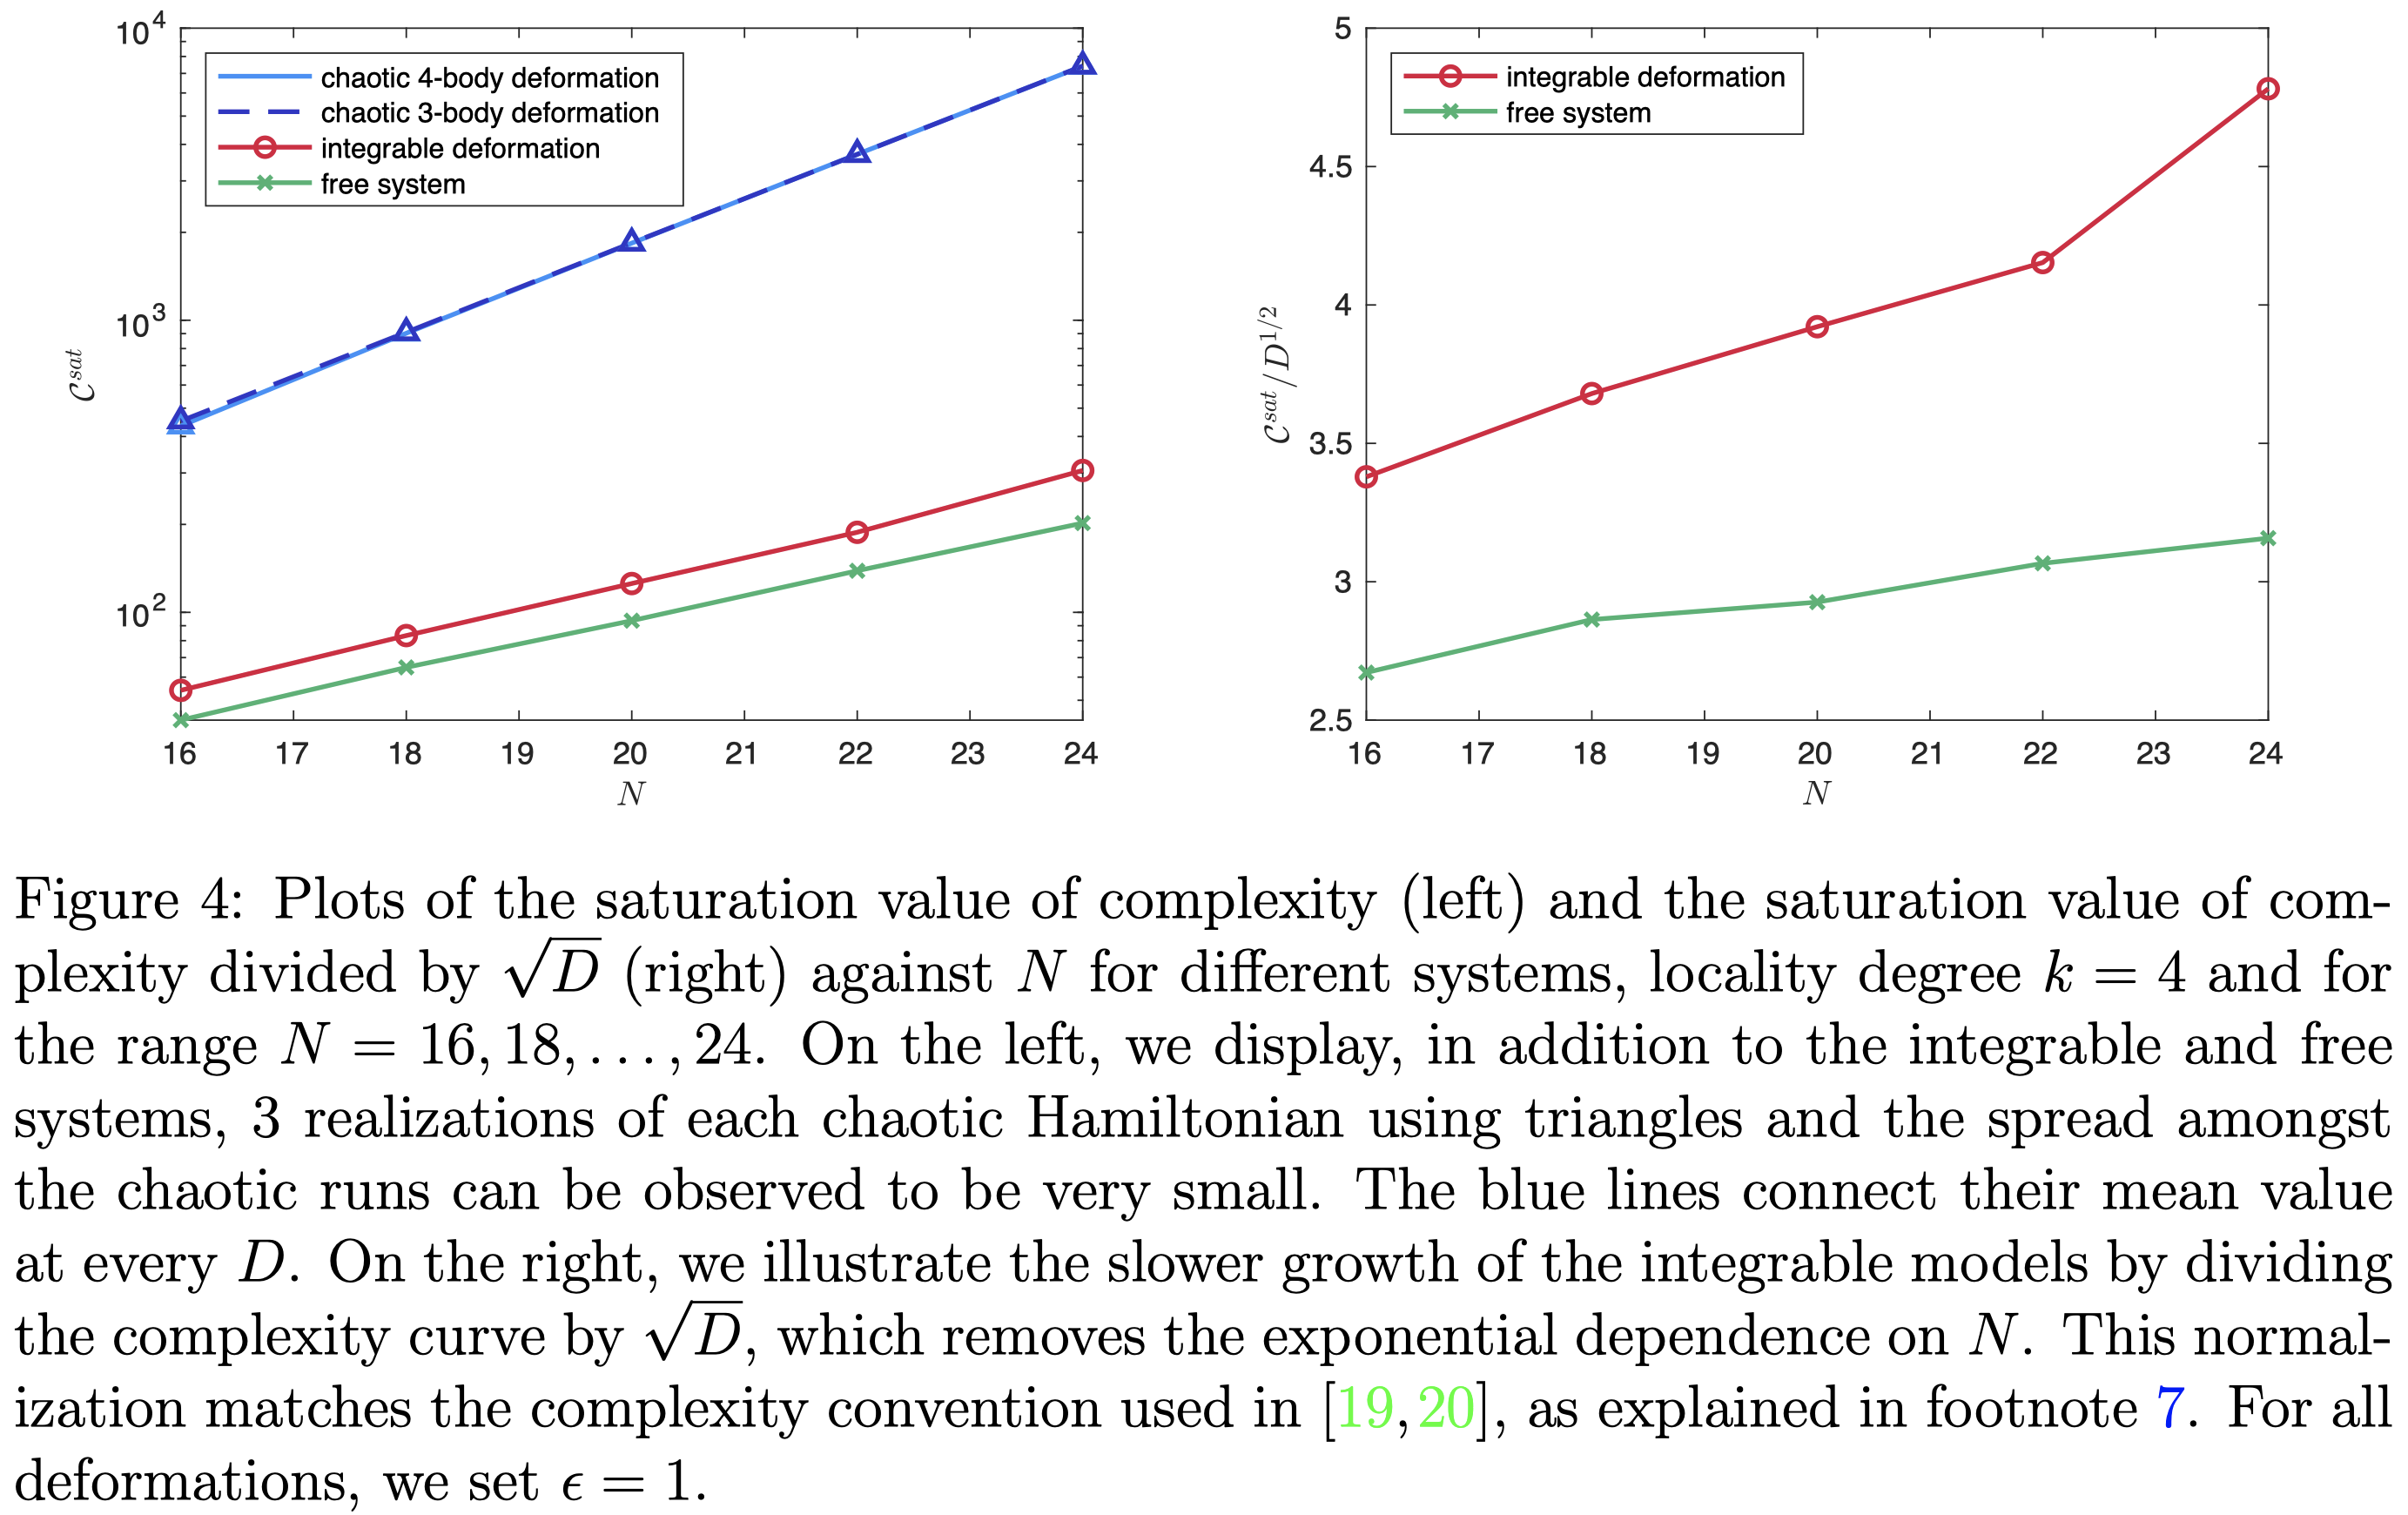 10^4
10^3
10^2
C^{sat}
chaotic 4-body deformation
chaotic 3-body deformation
integrable deformation
free system
16 17 18 19 20 21 22 23 24
N
5
4.5
4
3.5
3
2.5
C^{sat}/D^{1/2}
integrable deformation
free system
16 17 18 19 20 21 22 23 24
N
Figure 4: Plots of the saturation value of complexity (left) and the saturation value of com-
plexity divided by √D (right) against N for different systems, locality degree k = 4 and for
the range N = 16, 18, . . . , 24. On the left, we display, in addition to the integrable and free
systems, 3 realizations of each chaotic Hamiltonian using triangles and the spread amongst
the chaotic runs can be observed to be very small. The blue lines connect their mean value
at every D. On the right, we illustrate the slower growth of the integrable models by dividing
the complexity curve by √D, which removes the exponential dependence on N. This normal-
ization matches the complexity convention used in [19,20], as explained in footnote 7. For all
deformations, we set ϵ = 1.